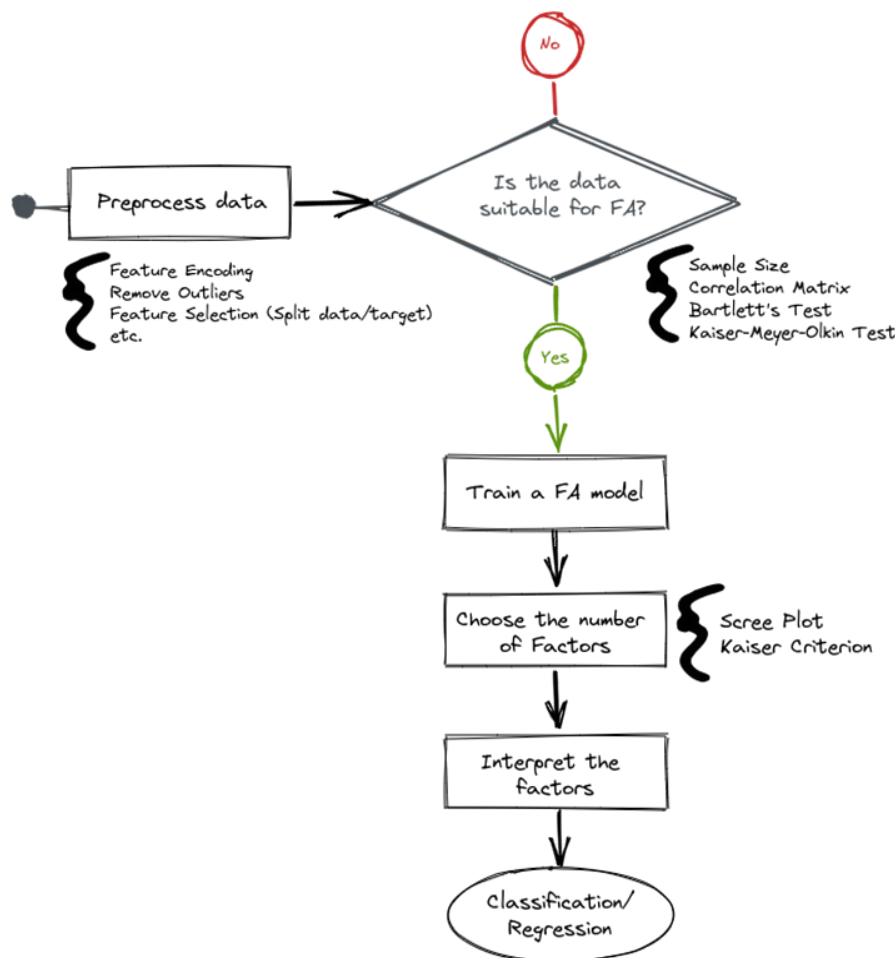 No
Is the data
suitable for FA?
Preprocess data
Feature Encoding
Remove Outliers
Feature Selection (Split data/target)
etc.
Sample Size
Correlation Matrix
Bartlett's Test
Kaiser-Meyer-Olkin Test
Yes
Train a FA model
Choose the number
of Factors
Scree Plot
Kaiser Criterion
Interpret the
factors
Classification/
Regression